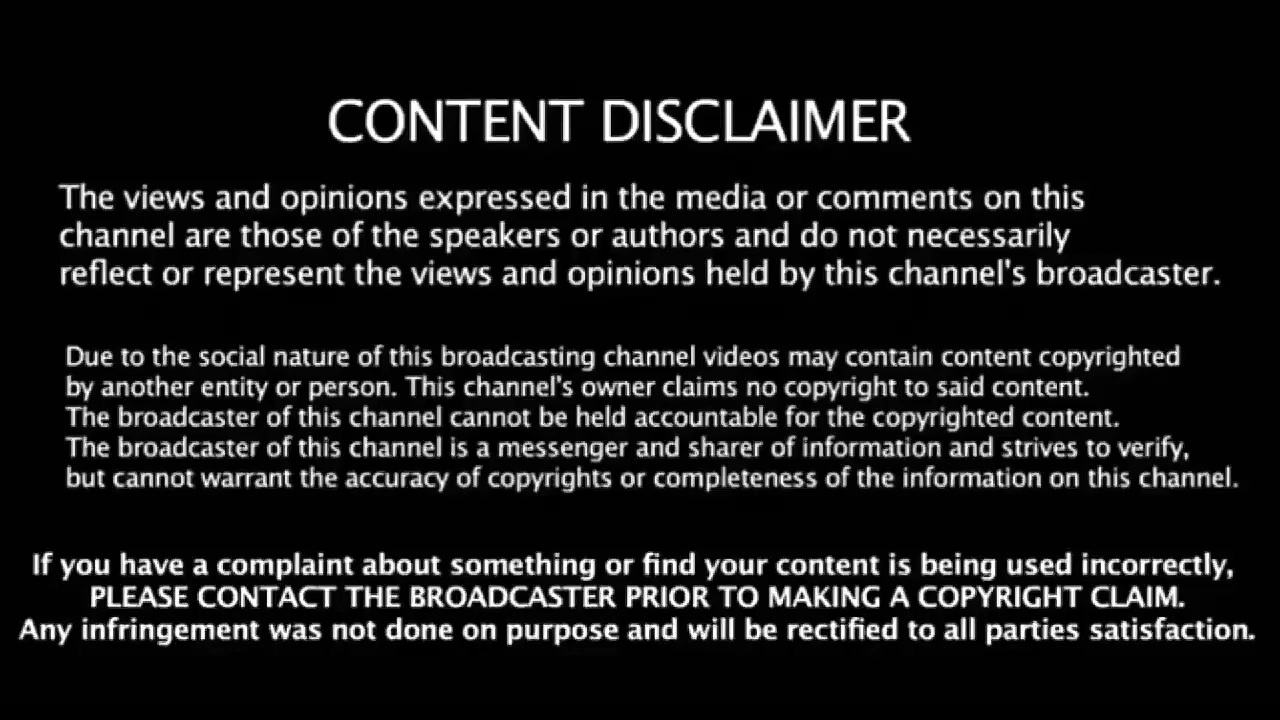 CONTENT DISCLAIMER
The views and opinions expressed in the media or comments on this
channel are those of the speakers or authors and do not necessarily
reflect or represent the views and opinions held by this channel's broadcaster.
Due to the social nature of this broadcasting channel videos may contain content copyrighted
by another entity or person. This channel's owner claims no copyright to said content.
The broadcaster of this channel cannot be held accountable for the copyrighted content.
The broadcaster of this channel is a messenger and sharer of information and strives to verify,
but cannot warrant the accuracy of copyrights or completeness of the information on this channel.
If you have a complaint about something or find your content is being used incorrectly,
PLEASE CONTACT THE BROADCASTER PRIOR TO MAKING A COPYRIGHT CLAIM.
Any infringement was not done on purpose and will be rectified to all parties satisfaction.